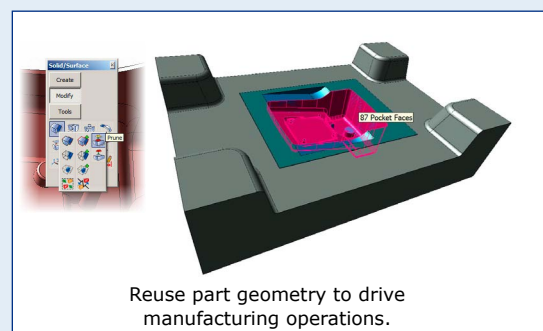 Solid/Surface
Create
Modify
Tools
Prune
87 Pocket Faces
Reuse part geometry to drive
manufacturing operations.